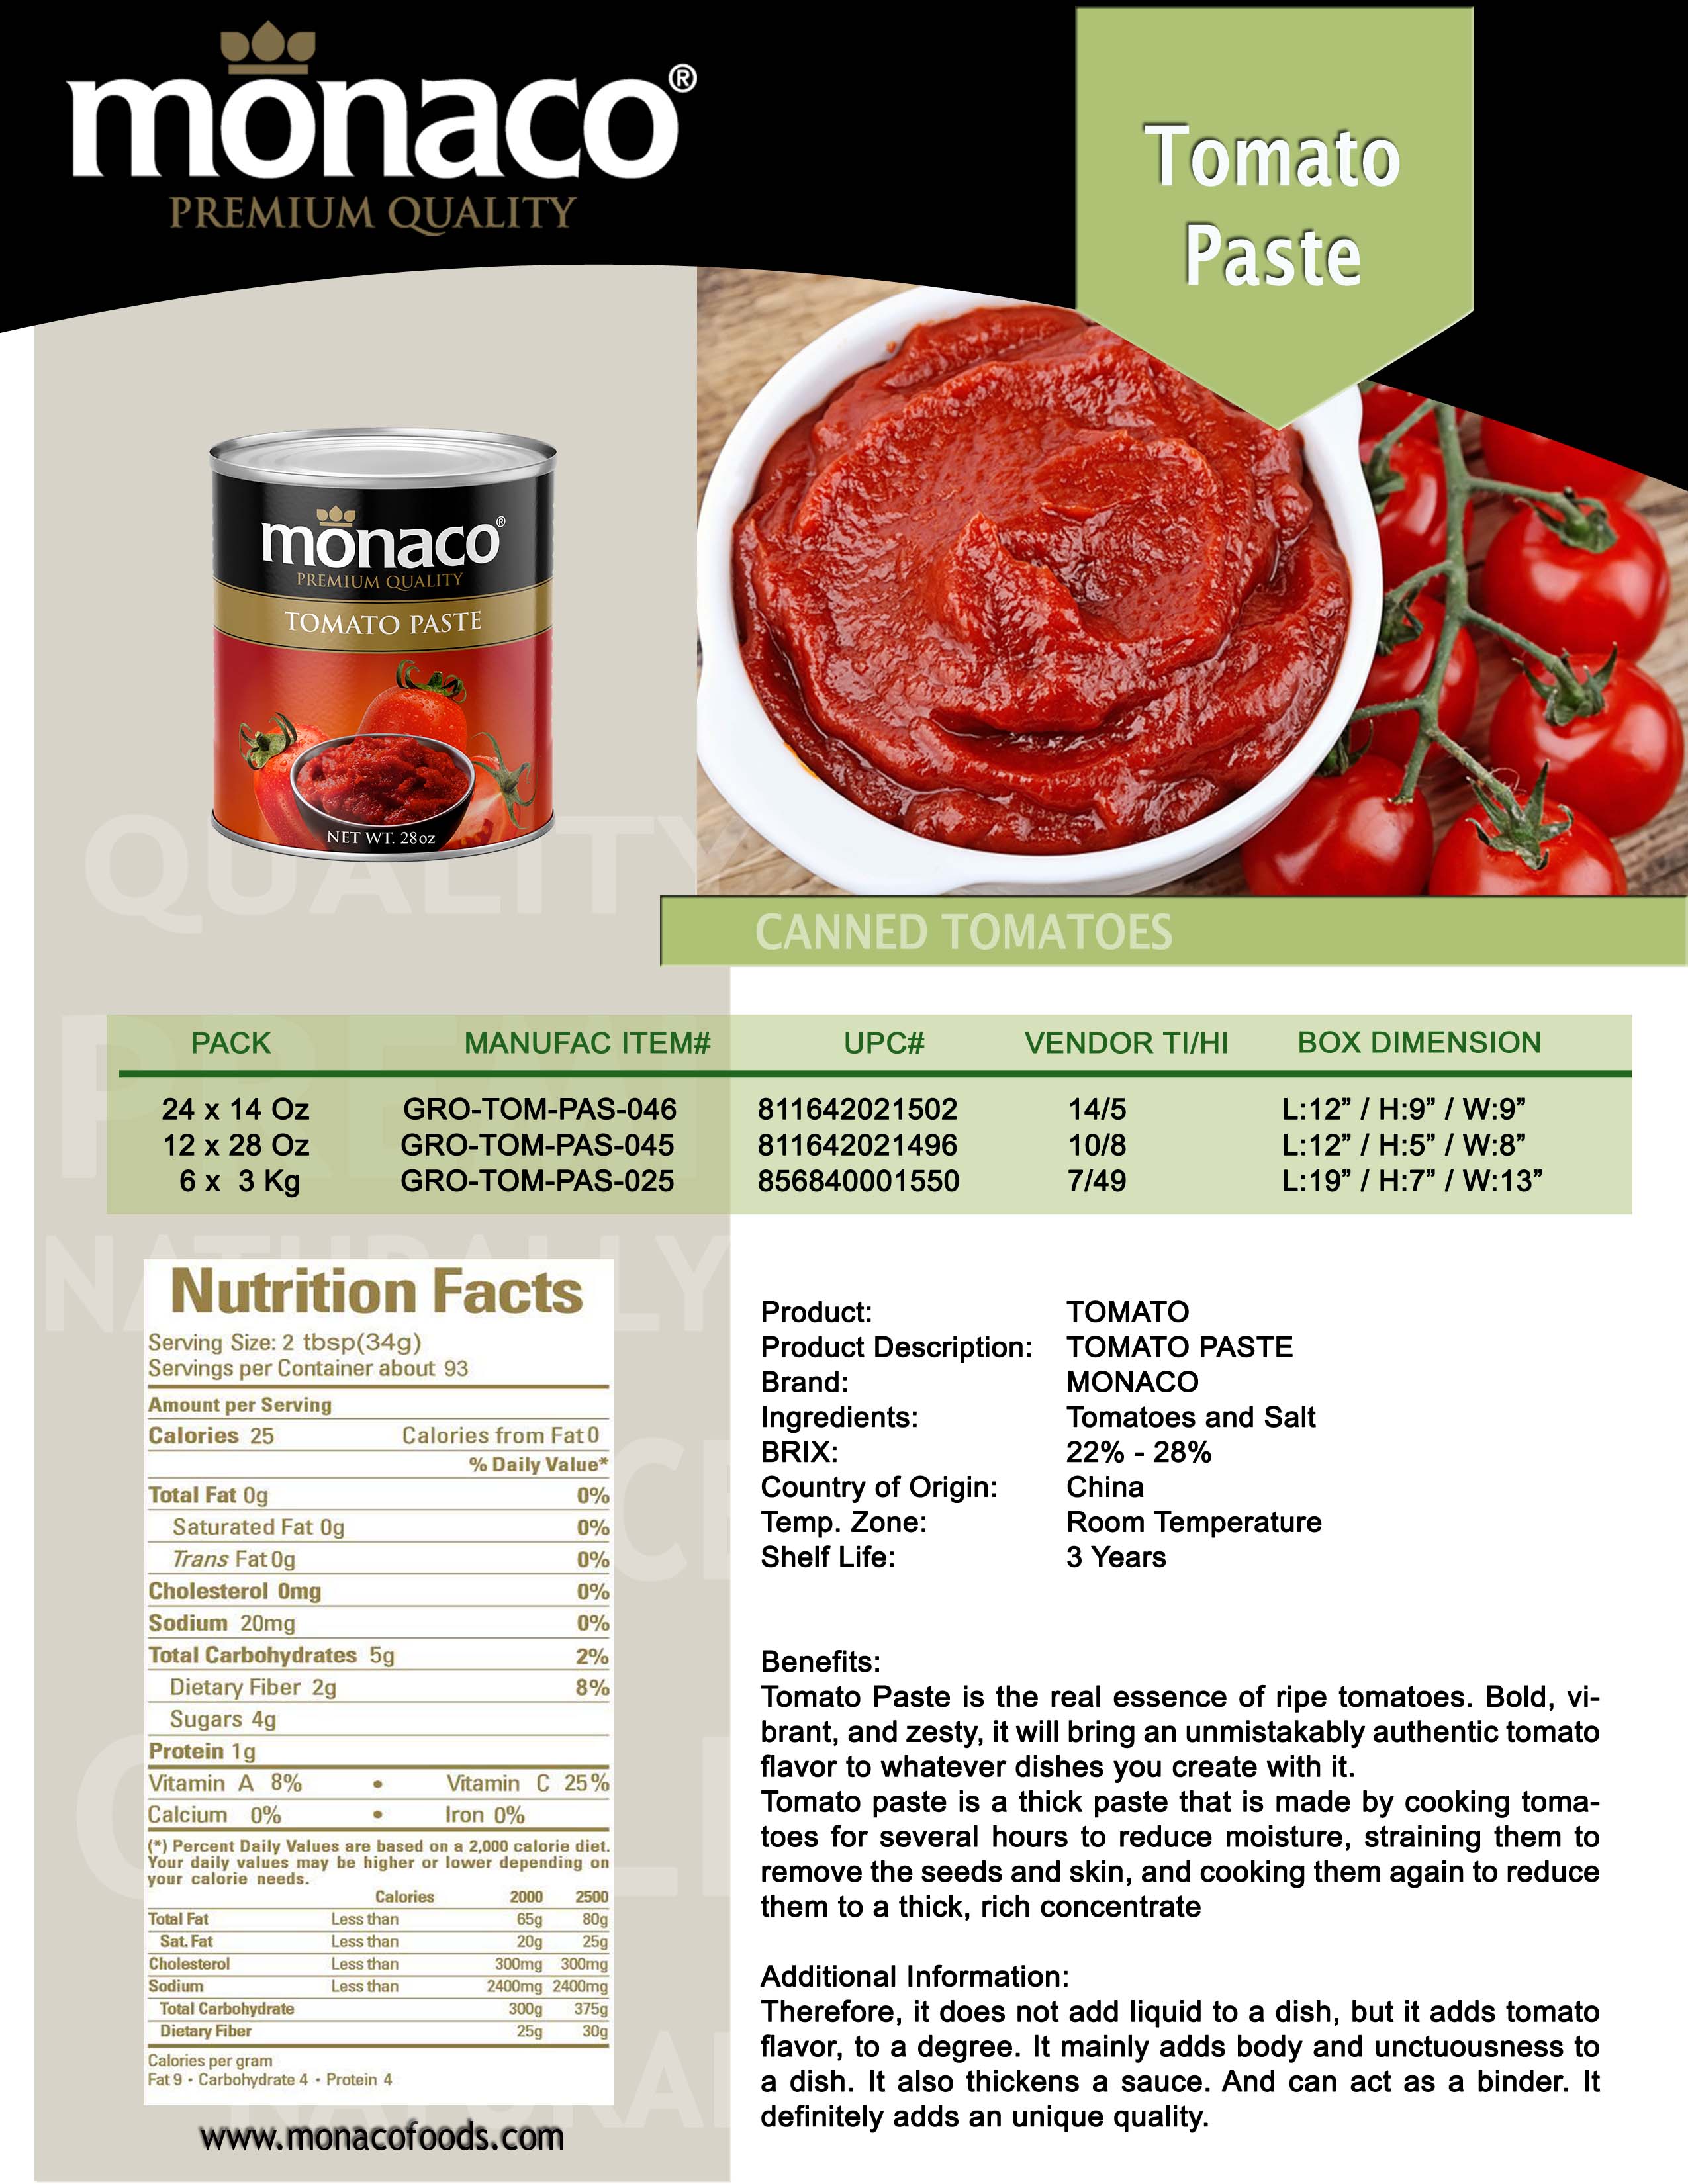 monaco®
PREMIUM QUALITY
Tomato
Paste
monaco®
PREMIUM QUALITY
TOMATO PASTE
NET WT. 28oz
QUALITY
CANNED TOMATOES
PACK MANUFAC ITEM# UPC# VENDOR TI/HI BOX DIMENSION
24 x 14 Oz GRO-TOM-PAS-046 811642021502 14/5 L:12” / H:9” / W:9”
12 x 28 Oz GRO-TOM-PAS-045 811642021496 10/8 L:12” / H:5” / W:8”
6 x 3 Kg GRO-TOM-PAS-025 856840001550 7/49 L:19” / H:7” / W:13”
NATURALLY
Nutrition Facts
Serving Size: 2 tbsp(34g)
Servings per Container about 93
Amount per Serving
Calories 25 Calories from Fat 0
% Daily Value*
Total Fat 0g 0%
Saturated Fat 0g 0%
Trans Fat 0g 0%
Cholesterol 0mg 0%
Sodium 20mg 0%
Total Carbohydrates 5g 2%
Dietary Fiber 2g 8%
Sugars 4g
Protein 1g
Vitamin A 8% • Vitamin C 25%
Calcium 0% • Iron 0%
(*) Percent Daily Values are based on a 2,000 calorie diet.
Your daily values may be higher or lower depending on
your calorie needs.
Calories 2000 2500
Total Fat Less than 65g 80g
Sat. Fat Less than 20g 25g
Cholesterol Less than 300mg 300mg
Sodium Less than 2400mg 2400mg
Total Carbohydrate 300g 375g
Dietary Fiber 25g 30g
Calories per gram
Fat 9 • Carbohydrate 4 • Protein 4
www.monacofoods.com
Product: TOMATO
Product Description: TOMATO PASTE
Brand: MONACO
Ingredients: Tomatoes and Salt
BRIX: 22% - 28%
Country of Origin: China
Temp. Zone: Room Temperature
Shelf Life: 3 Years
Benefits:
Tomato Paste is the real essence of ripe tomatoes. Bold, vi-
brant, and zesty, it will bring an unmistakably authentic tomato
flavor to whatever dishes you create with it.
Tomato paste is a thick paste that is made by cooking toma-
toes for several hours to reduce moisture, straining them to
remove the seeds and skin, and cooking them again to reduce
them to a thick, rich concentrate
Additional Information:
Therefore, it does not add liquid to a dish, but it adds tomato
flavor, to a degree. It mainly adds body and unctuousness to
a dish. It also thickens a sauce. And can act as a binder. It
definitely adds an unique quality.